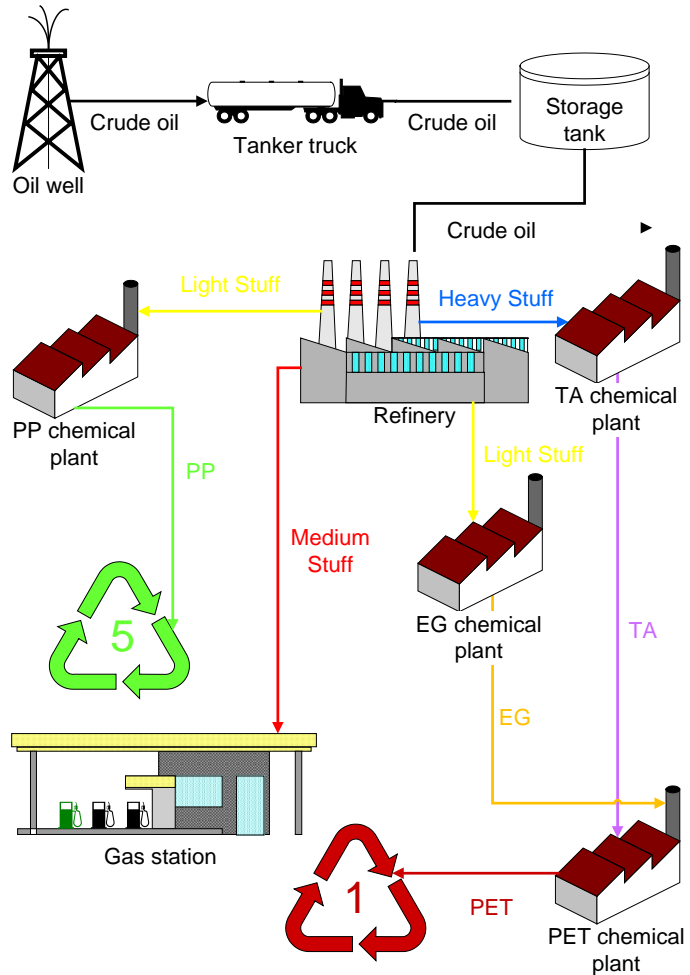 Crude oil
Crude oil
Storage
tank
Tanker truck
Oil well
Crude oil
Light Stuff
Heavy Stuff
Refinery
TA chemical
plant
PP chemical
plant
Light Stuff
PP
Medium
Stuff
5
EG chemical
plant
TA
EG
Gas station
1
PET
PET chemical
plant